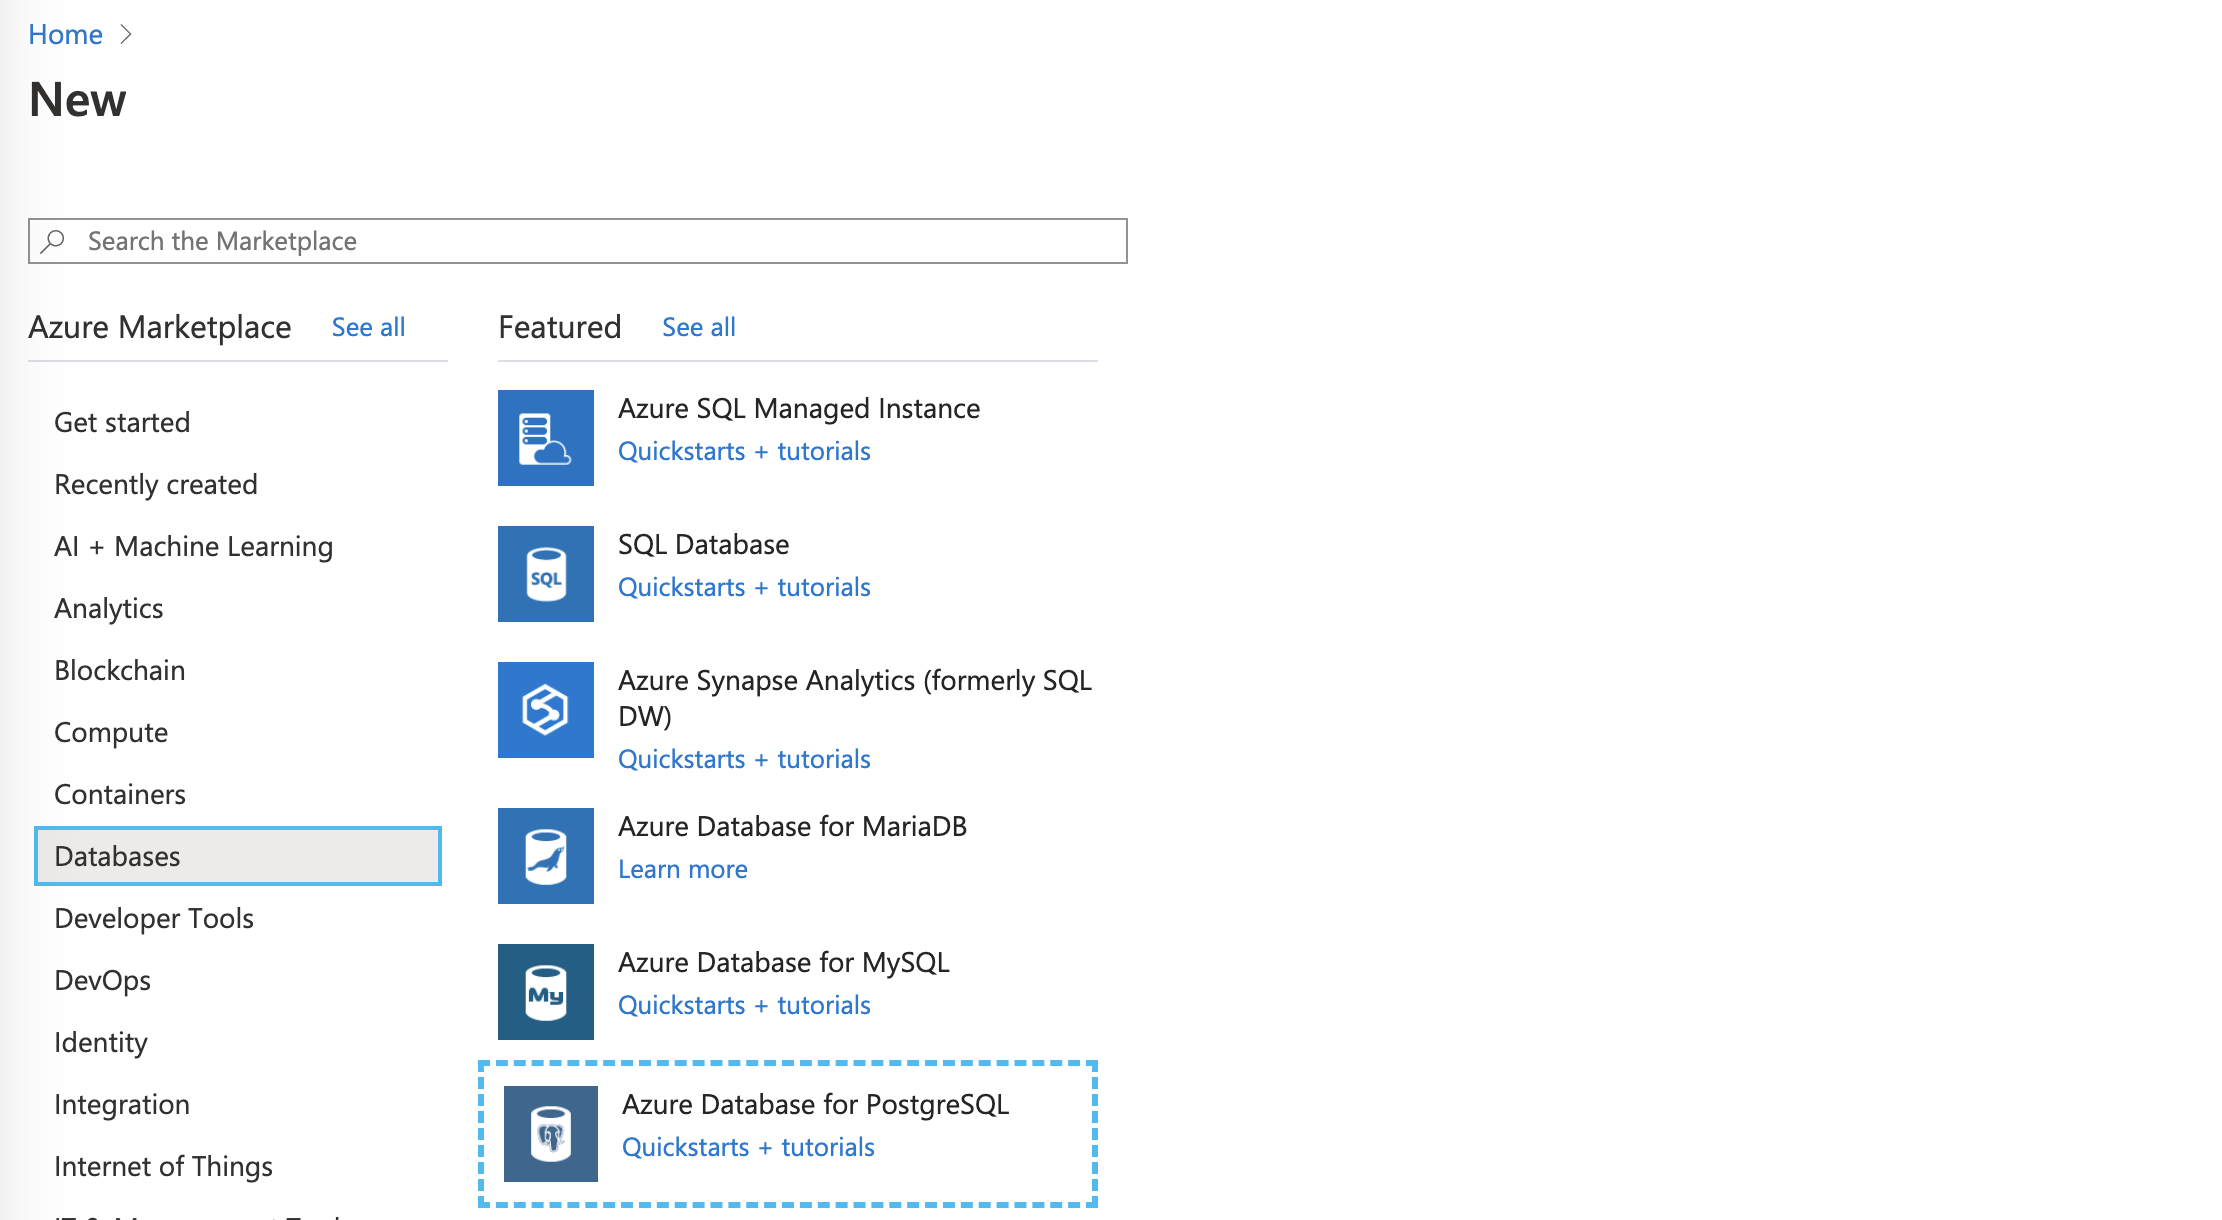 Home
New
Search the Marketplace
Azure Marketplace See all
Get started
Recently created
AI + Machine Learning
Analytics
Blockchain
Compute
Containers
Databases
Developer Tools
DevOps
Identity
Integration
Internet of Things
Featured See all
Azure SQL Managed Instance
Quickstarts + tutorials
SQL
SQL Database
Quickstarts + tutorials
Azure Synapse Analytics (formerly SQL
DW)
Quickstarts + tutorials
Azure Database for MariaDB
Learn more
My
Azure Database for MySQL
Quickstarts + tutorials
Azure Database for PostgreSQL
Quickstarts + tutorials